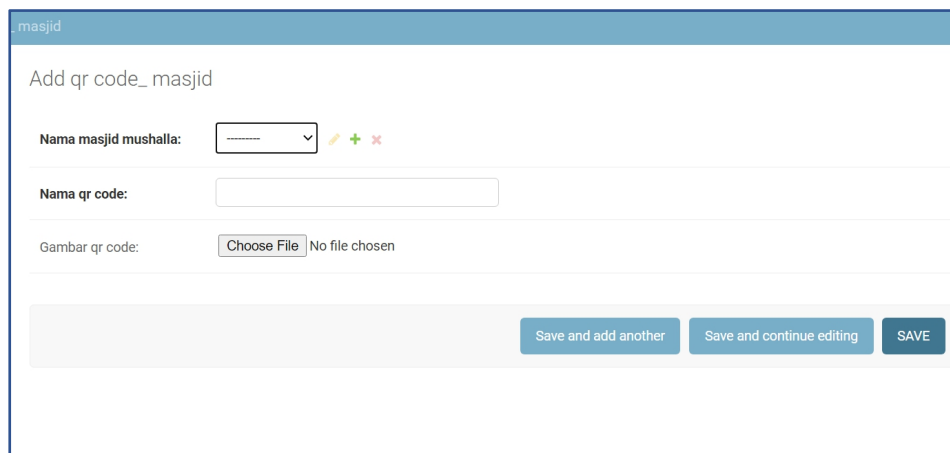 _ masjid
Add qr code_ masjid
Nama masjid mushalla: ---------
Nama qr code:
Gambar qr code: Choose File No file chosen
Save and add another Save and continue editing SAVE